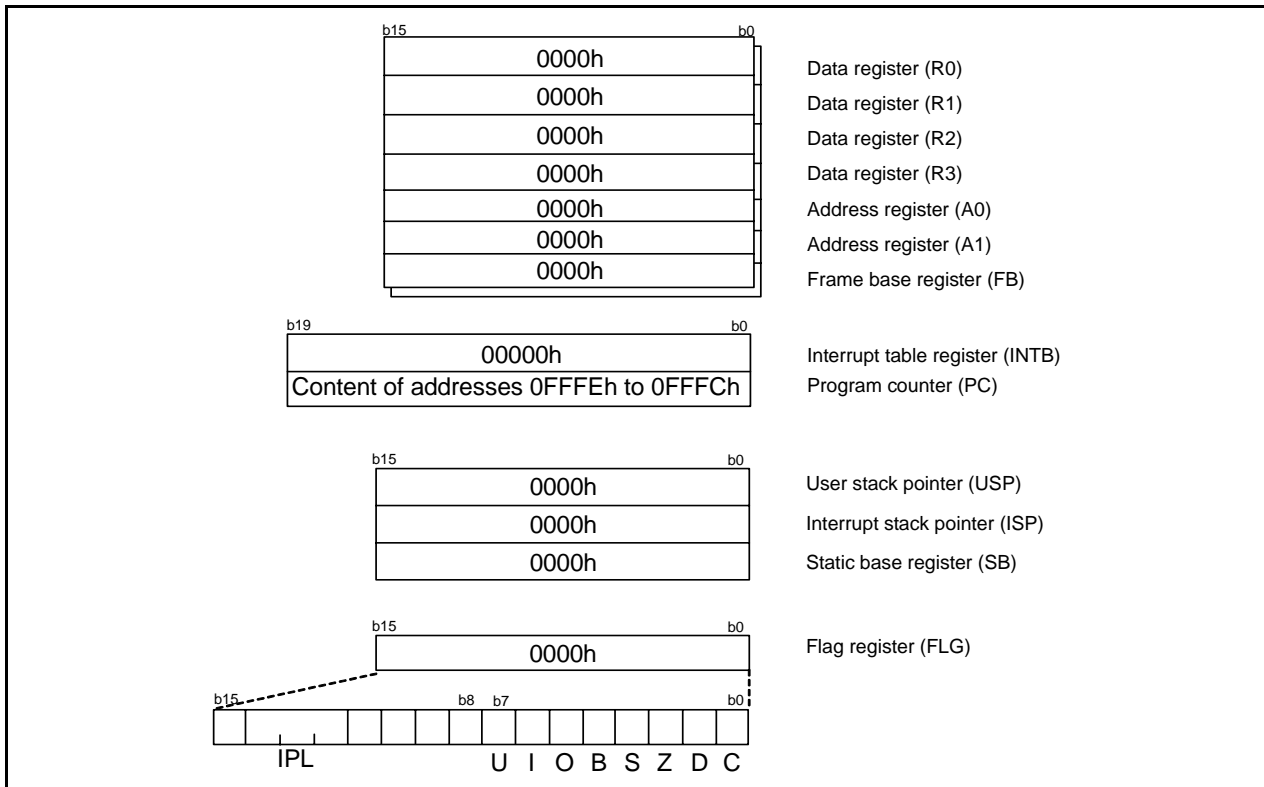 b15 b0
0000h Data register (R0)
0000h Data register (R1)
0000h Data register (R2)
0000h Data register (R3)
0000h Address register (A0)
0000h Address register (A1)
0000h Frame base register (FB)
b19 b0
00000h Interrupt table register (INTB)
Content of addresses 0FFFEh to 0FFFCh Program counter (PC)
b15 b0
0000h User stack pointer (USP)
0000h Interrupt stack pointer (ISP)
0000h Static base register (SB)
b15 b0
0000h Flag register (FLG)
b15 b8 b7 b0
IPL U I O B S Z D C